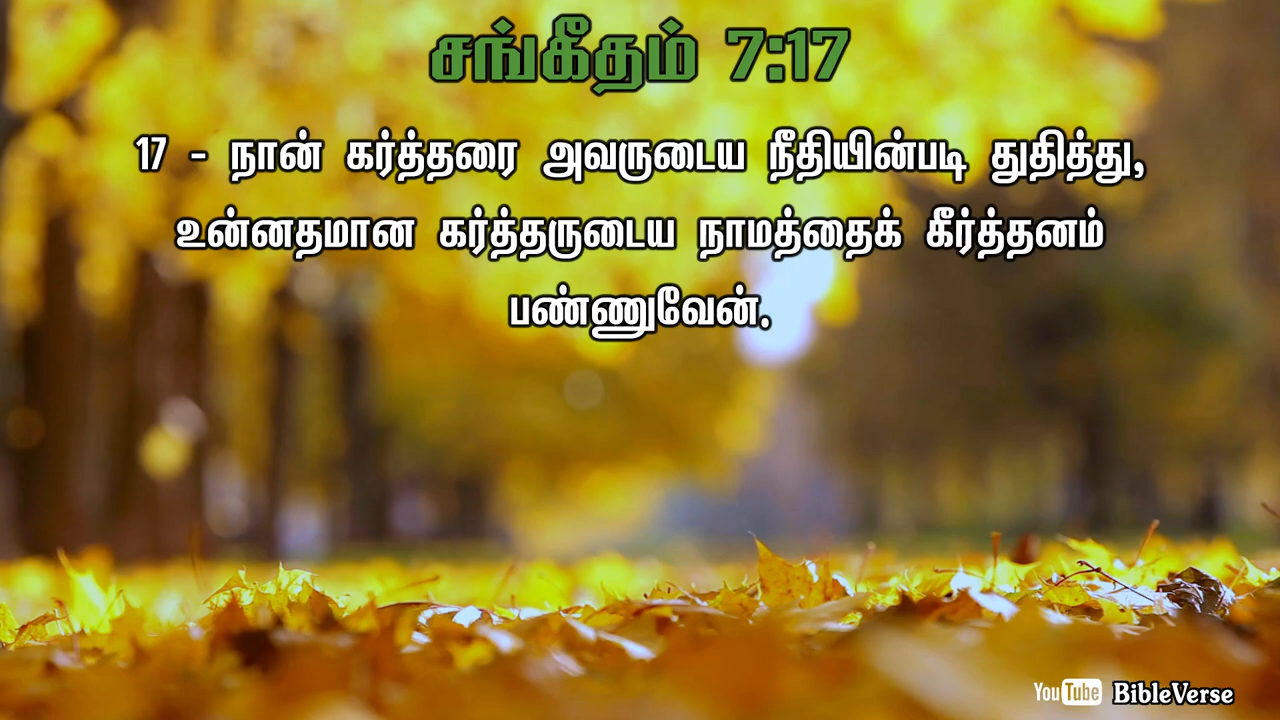 சங்கீதம் 7:17
17 - நான் கர்த்தரை அவருடைய நீதியின்படி துதித்து,
உன்னதமான கர்த்தருடைய நாமத்தைக் கீர்த்தனம்
பண்ணுவேன்.
YouTube BibleVerse